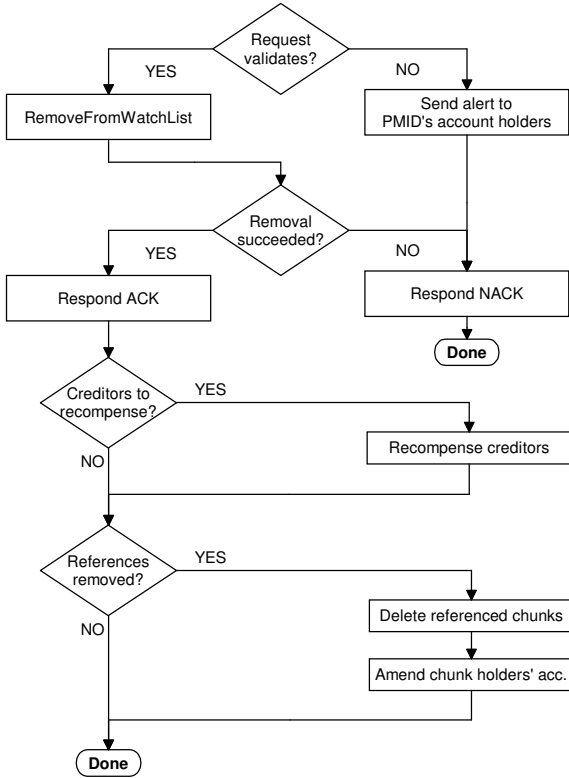 Request
validates?
YES
NO
RemoveFromWatchList
Send alert to
PMID's account holders
Removal
succeeded?
YES
NO
Respond ACK
Respond NACK
Done
Creditors to
recompense?
YES
Recompense creditors
NO
References
removed?
YES
Delete referenced chunks
NO
Amend chunk holders' acc.
Done